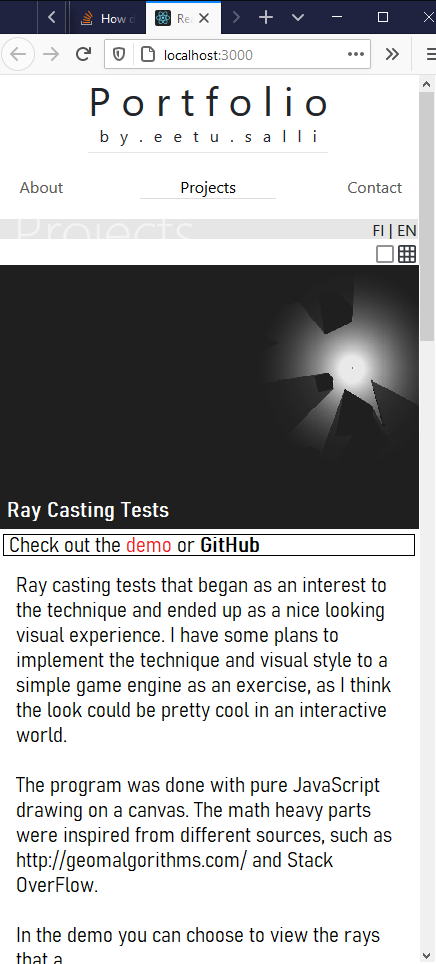 How d
Rea
localhost:3000
Portfolio
by.eetu.salli
About Projects Contact
Projects
FI | EN
Ray Casting Tests
Check out the demo or GitHub
Ray casting tests that began as an interest to
the technique and ended up as a nice looking
visual experience. I have some plans to
implement the technique and visual style to a
simple game engine as an exercise, as I think
the look could be pretty cool in an interactive
world.
The program was done with pure JavaScript
drawing on a canvas. The math heavy parts
were inspired from different sources, such as
http://geomalgorithms.com/ and Stack
OverFlow.
In the demo you can choose to view the rays
that a